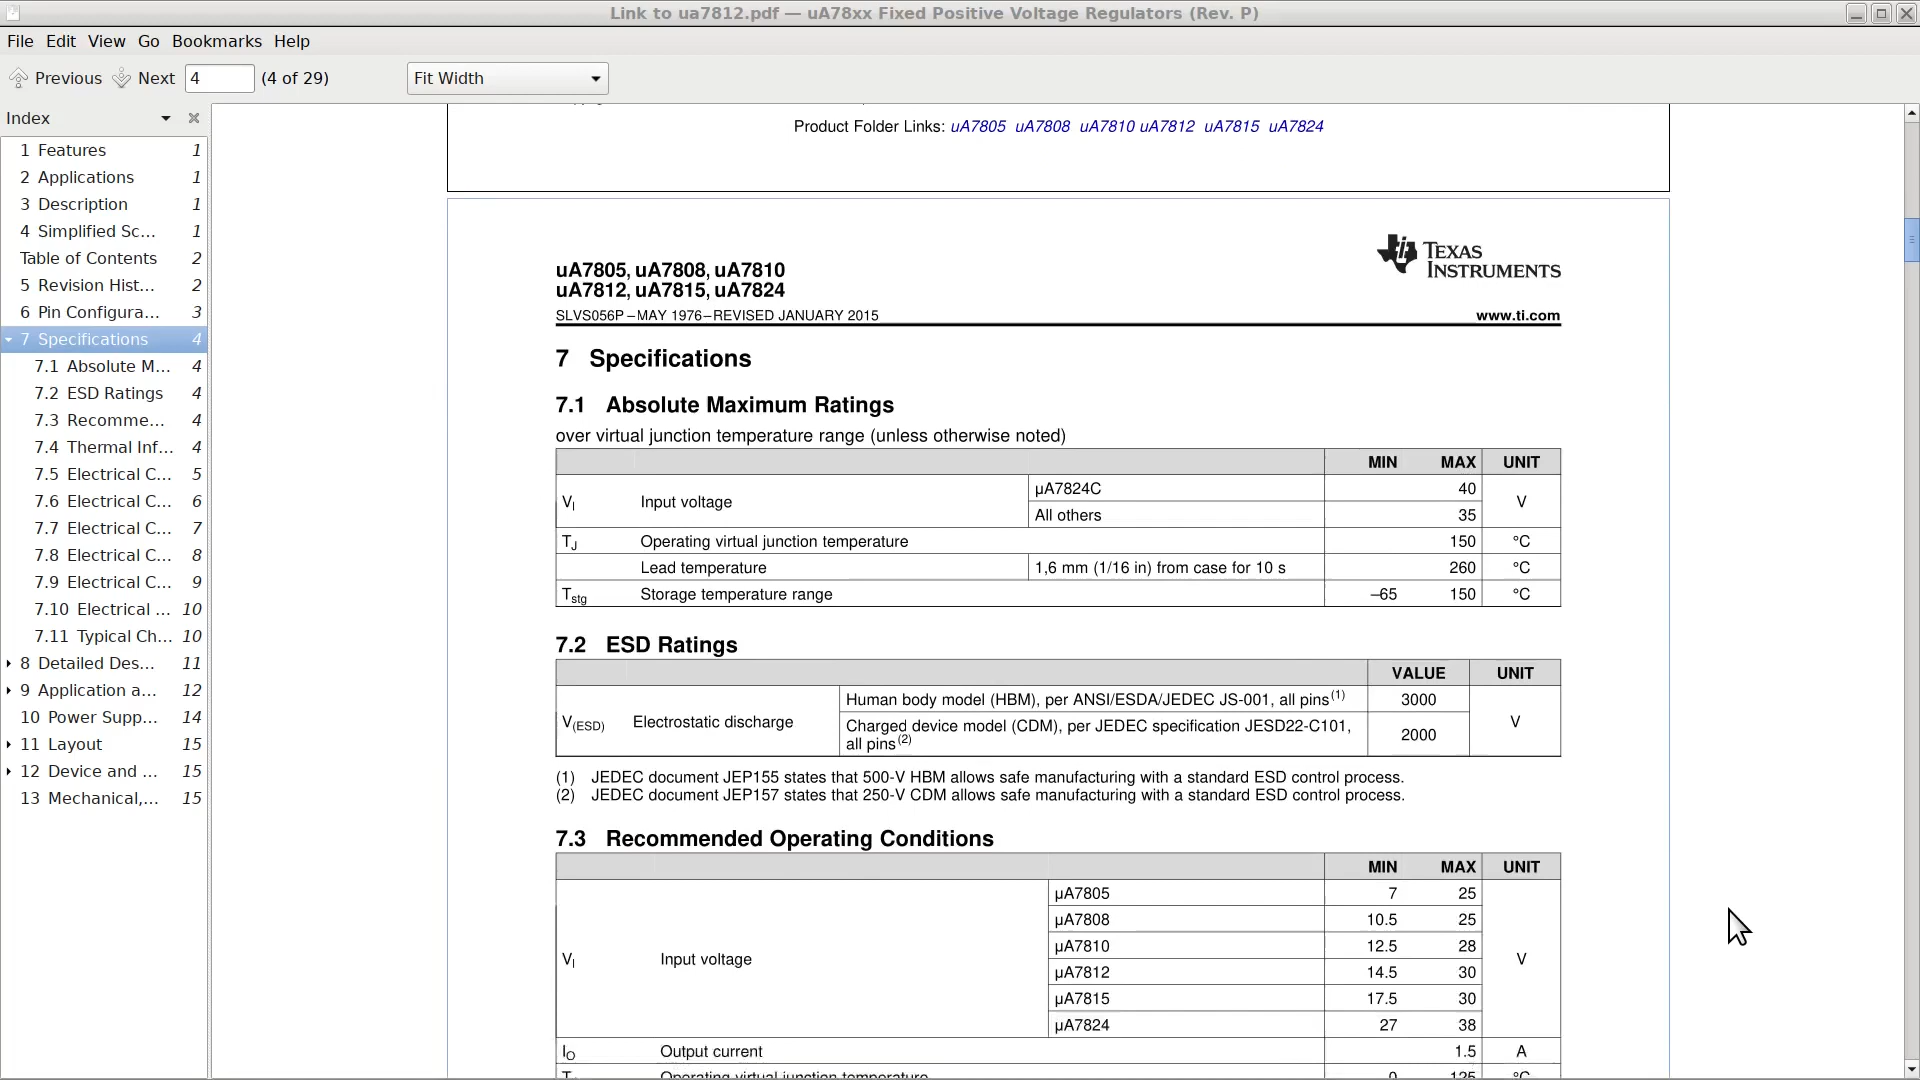 Link to ua7812.pdf — uA78xx Fixed Positive Voltage Regulators (Rev. P)
File Edit View Go Bookmarks Help
Previous Next 4 (4 of 29) Fit Width
Index
1 Features 1
2 Applications 1
3 Description 1
4 Simplified Sc... 1
Table of Contents 2
5 Revision Hist... 2
6 Pin Configura... 3
7 Specifications 4
7.1 Absolute M... 4
7.2 ESD Ratings 4
7.3 Recomme... 4
7.4 Thermal Inf... 4
7.5 Electrical C... 5
7.6 Electrical C... 6
7.7 Electrical C... 7
7.8 Electrical C... 8
7.9 Electrical C... 9
7.10 Electrical ... 10
7.11 Typical Ch... 10
8 Detailed Des... 11
9 Application a... 12
10 Power Supp... 14
11 Layout 15
12 Device and ... 15
13 Mechanical,... 15
Product Folder Links: uA7805 uA7808 uA7810 uA7812 uA7815 uA7824
TEXAS
INSTRUMENTS
uA7805, uA7808, uA7810
uA7812, uA7815, uA7824
SLVS056P –MAY 1976–REVISED JANUARY 2015 www.ti.com
7 Specifications
7.1 Absolute Maximum Ratings
over virtual junction temperature range (unless otherwise noted)
MIN MAX UNIT
VI Input voltage µA7824C 40 V
All others 35
TJ Operating virtual junction temperature 150 °C
Lead temperature 1,6 mm (1/16 in) from case for 10 s 260 °C
Tstg Storage temperature range –65 150 °C
7.2 ESD Ratings
VALUE UNIT
V(ESD) Electrostatic discharge Human body model (HBM), per ANSI/ESDA/JEDEC JS-001, all pins(1) 3000 V
Charged device model (CDM), per JEDEC specification JESD22-C101,
all pins(2) 2000
(1) JEDEC document JEP155 states that 500-V HBM allows safe manufacturing with a standard ESD control process.
(2) JEDEC document JEP157 states that 250-V CDM allows safe manufacturing with a standard ESD control process.
7.3 Recommended Operating Conditions
MIN MAX UNIT
VI Input voltage µA7805 7 25 V
µA7808 10.5 25
µA7810 12.5 28
µA7812 14.5 30
µA7815 17.5 30
µA7824 27 38
IO Output current 1.5 A
Operating virtual junction temperature 0 125 °C